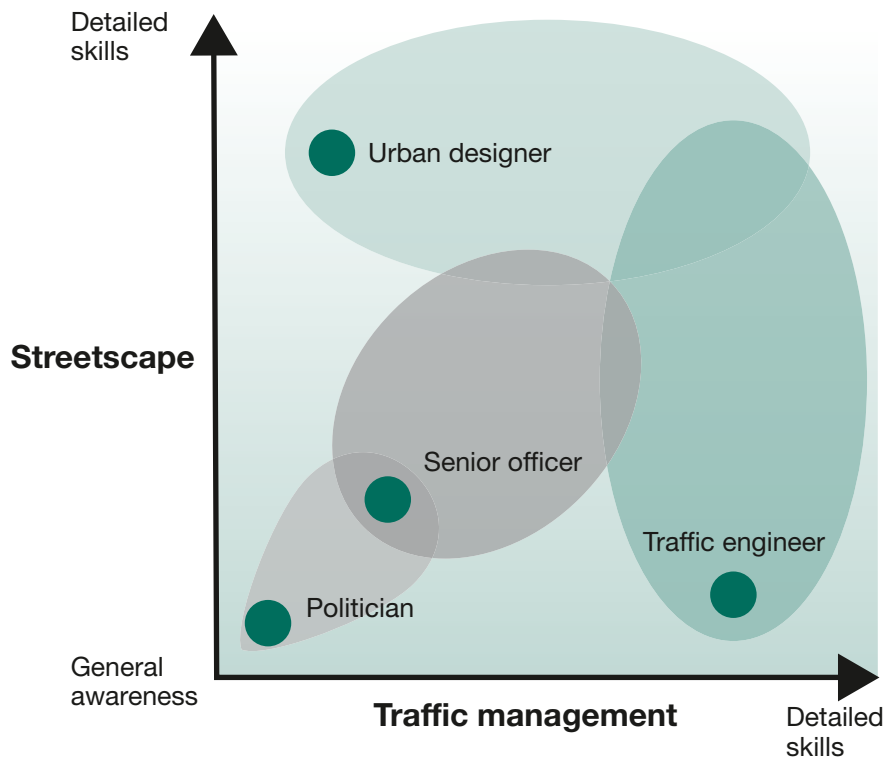 Detailed
skills
Urban designer
Streetscape
Senior officer
Traffic engineer
Politician
General
awareness
Traffic management
Detailed
skills